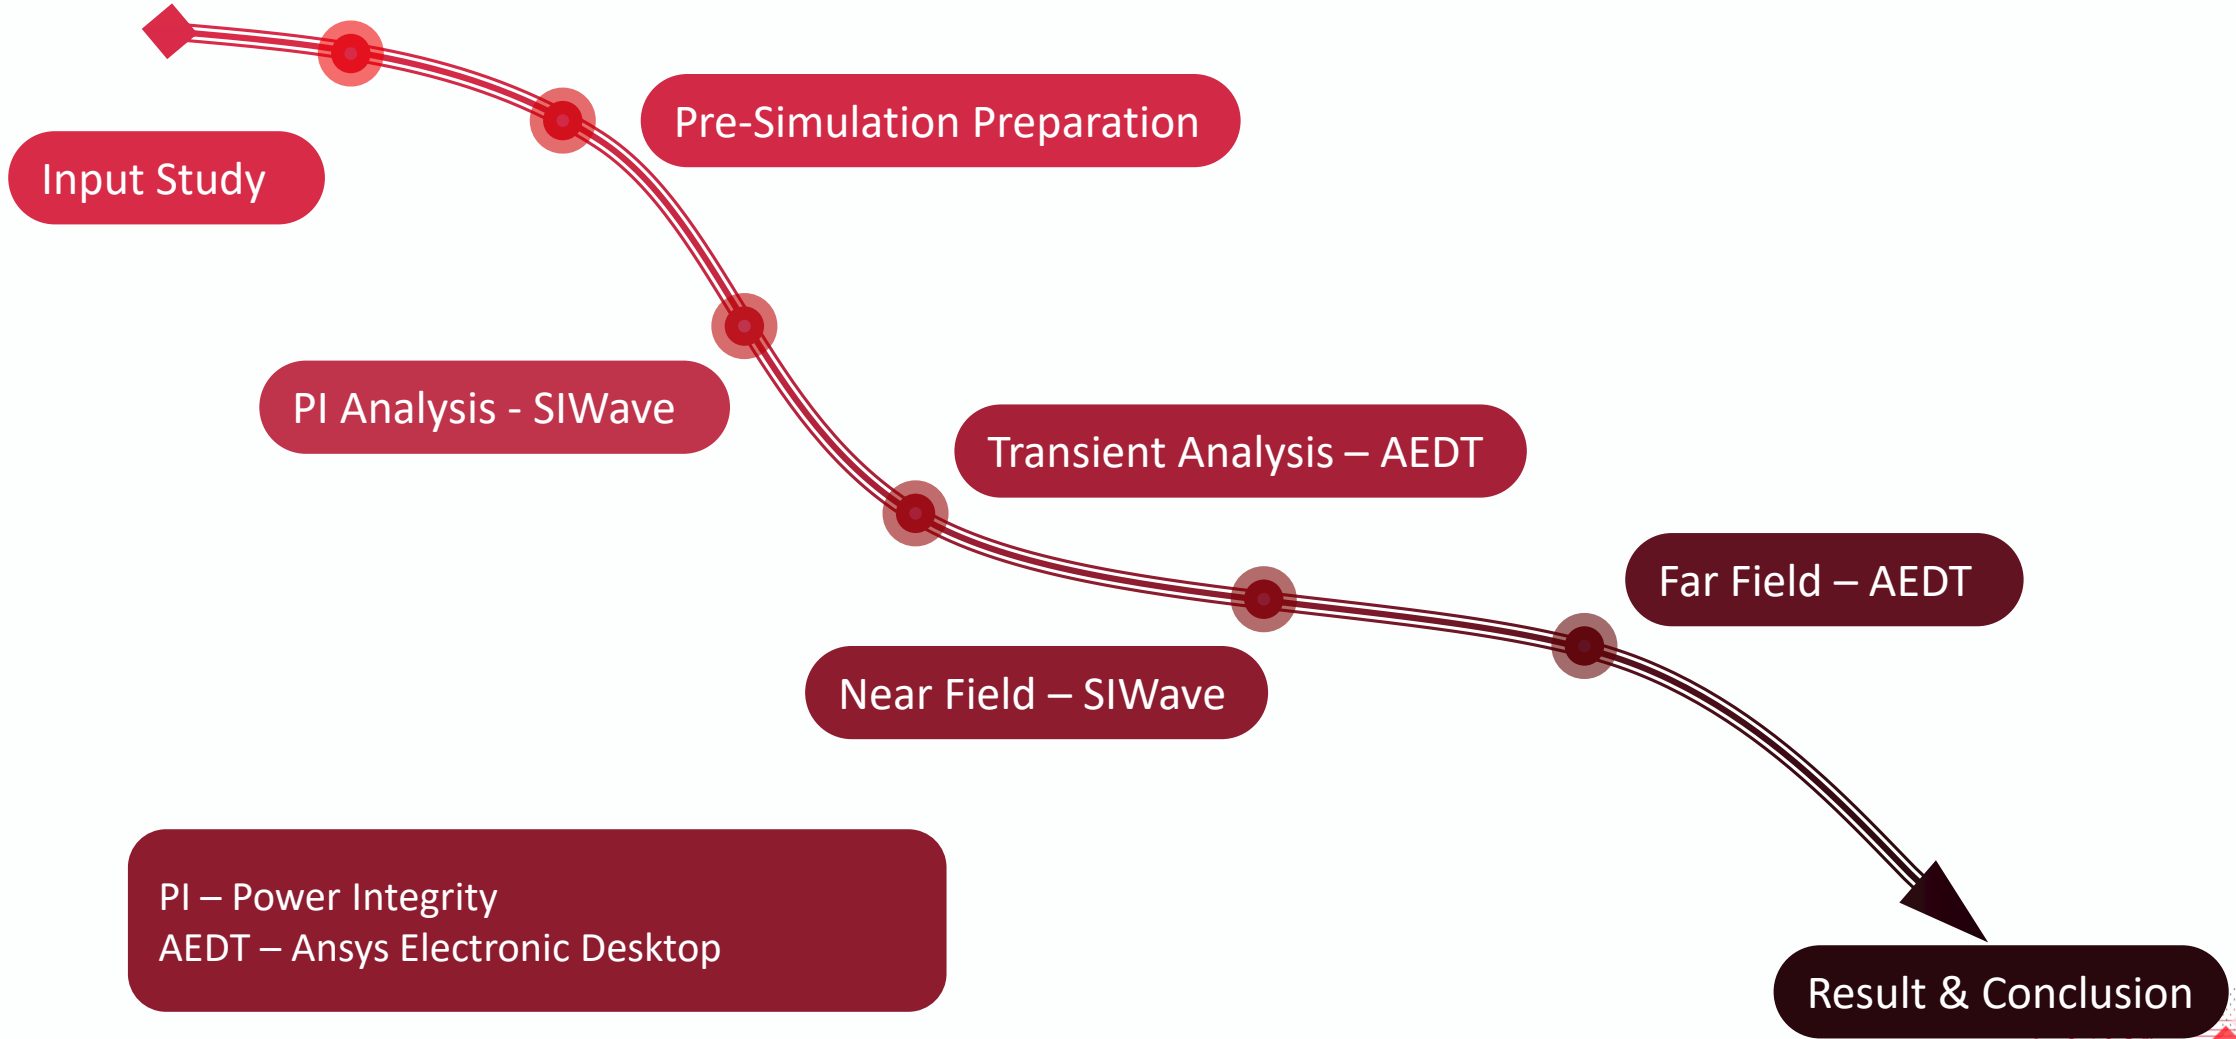 Input Study
Pre-Simulation Preparation
PI Analysis - SIWave
Transient Analysis – AEDT
Near Field – SIWave
Far Field – AEDT
Result & Conclusion
PI – Power Integrity
AEDT – Ansys Electronic Desktop